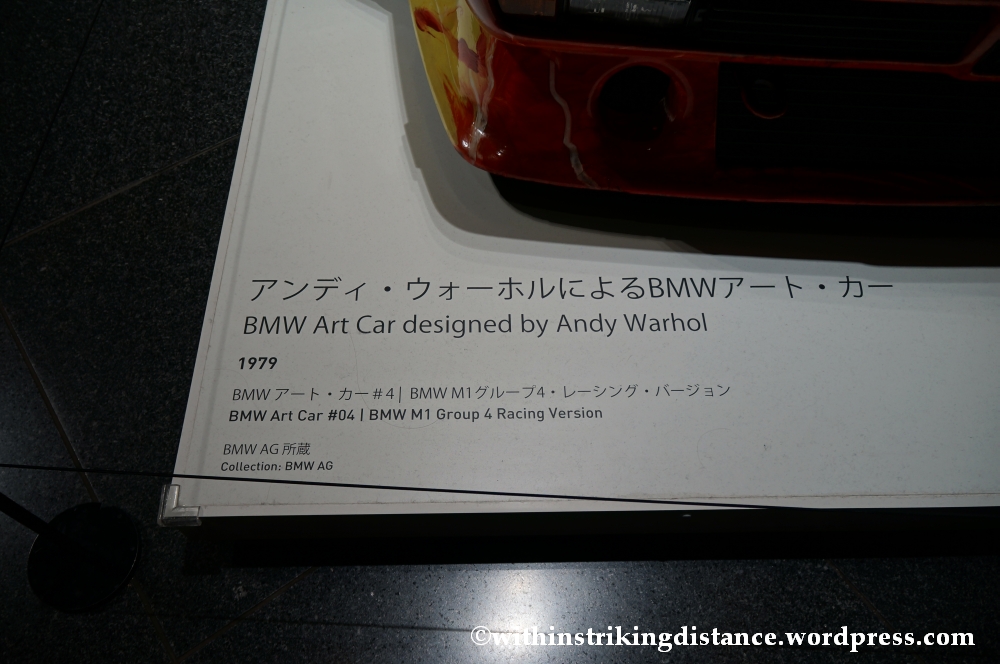 アンディ・ウォーホルによるBMWアート・カー
BMW Art Car designed by Andy Warhol
1979
BMW アート・カー＃4 | BMW M1グループ4・レーシング・バージョン
BMW Art Car #04 | BMW M1 Group 4 Racing Version
BMW AG 所蔵
Collection: BMW AG
©withinstrikingdistance.wordpress.com